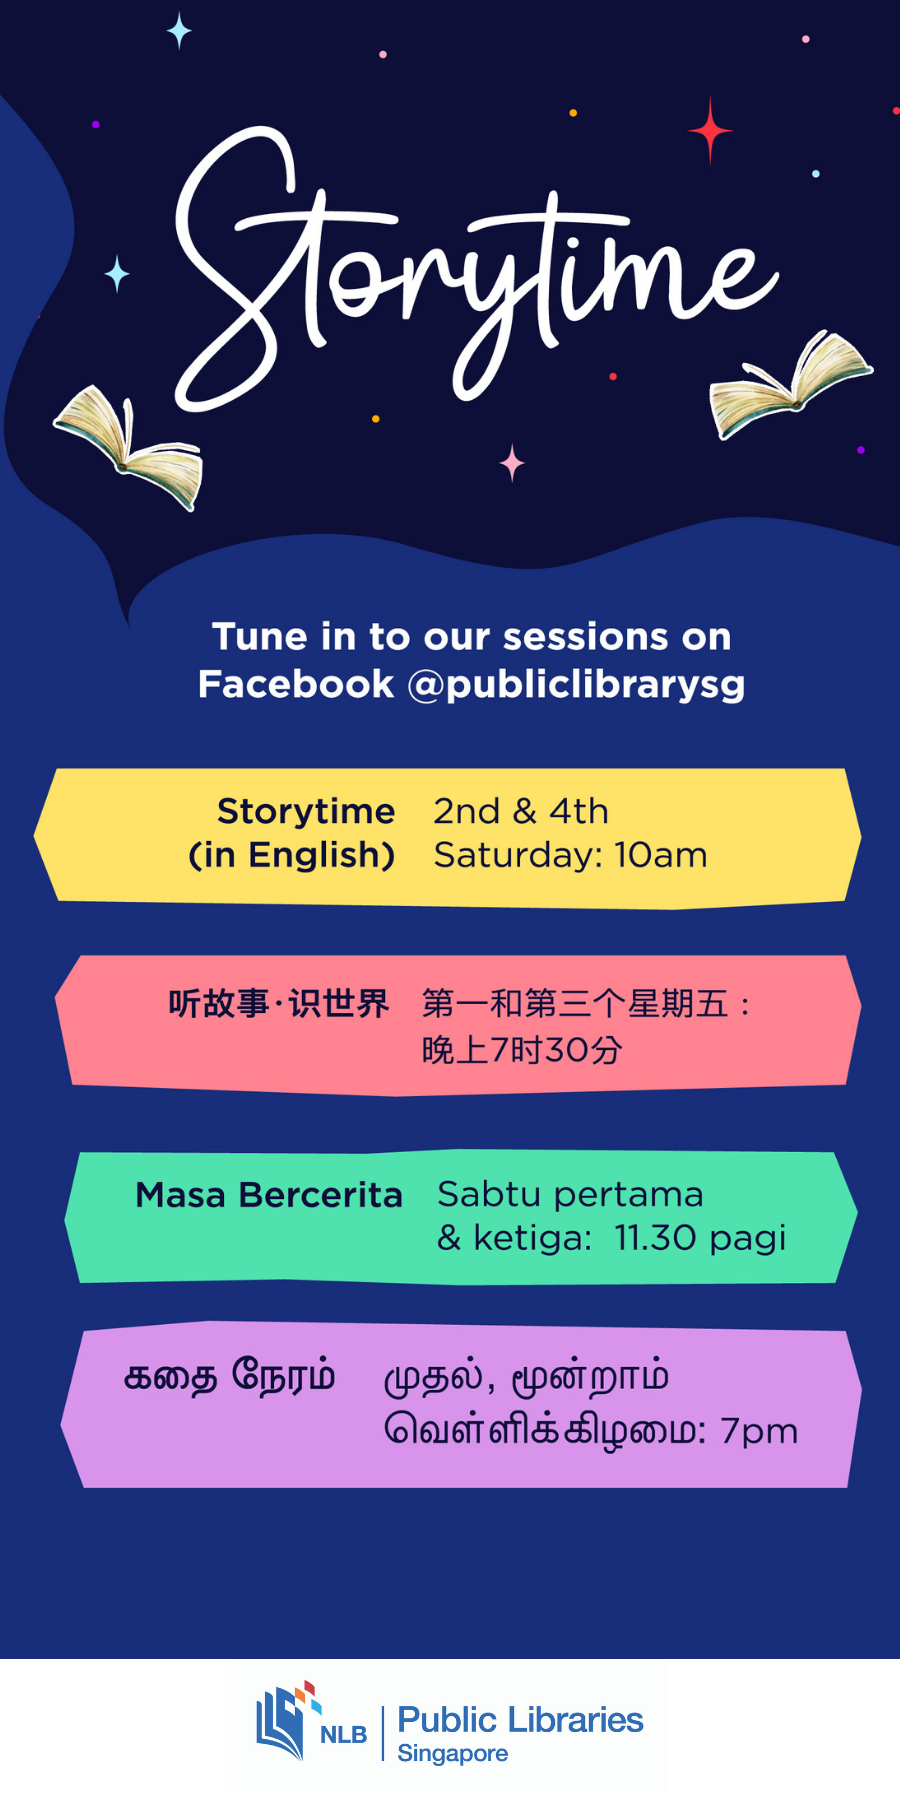 Storytime
Tune in to our sessions on
Facebook @publiclibrarysg
Storytime
(in English)
2nd & 4th
Saturday: 10am
听故事·识世界
第一和第三个星期五：
晚上7时30分
Masa Bercerita
Sabtu pertama
& ketiga: 11.30 pagi
கதை நேரம்
முதல், மூன்றாம்
வெள்ளிக்கிழமை: 7pm
NLB
Public Libraries
Singapore